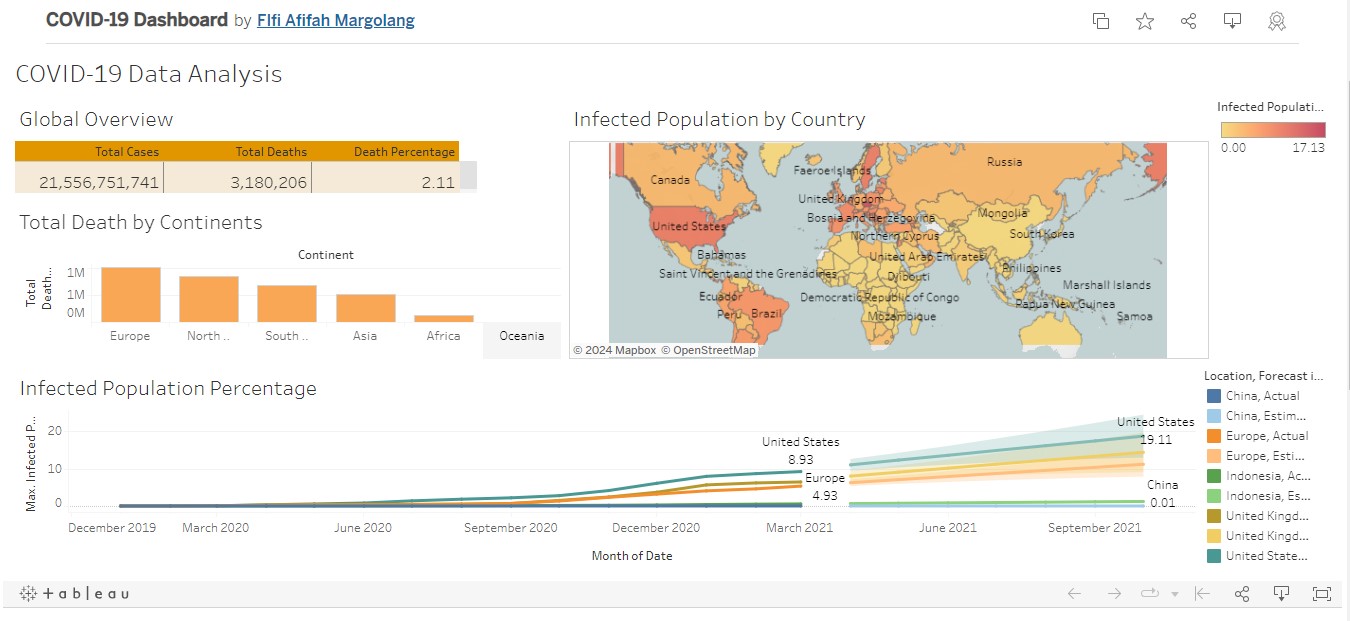 COVID-19 Dashboard by FIfi Afifah Margolang
COVID-19 Data Analysis
Global Overview
Total Cases Total Deaths Death Percentage
21,556,751,741 3,180,206 2.11
Total Death by Continents
Continent
Total
Death...
1M
1M
0M
Europe North .. South .. Asia Africa Oceania
Infected Population by Country
Russia
Canada
Faeroe Islands
United Kingdom
Bosnia and Herzegovina
Mongolia
United States
Northern Cyprus
South Korea
Bahamas
United Arab Emirates
Saint Vincent and the Grenadines
Djibouti
Philippines
Marshall Islands
Ecuador
Democratic Republic of Congo
Papua New Guinea
Peru
Brazil
Mozambique
Samoa
© 2024 Mapbox © OpenStreetMap
Infected Populati...
0.00 17.13
Infected Population Percentage
Max. Infected P...
20
10
0
United States
8.93
Europe
4.93
United States
19.11
China
0.01
December 2019 March 2020 June 2020 September 2020 December 2020 March 2021 June 2021 September 2021
Month of Date
Location, Forecast i...
China, Actual
China, Estim...
Europe, Actual
Europe, Esti...
Indonesia, Ac...
Indonesia, Es...
United Kingd...
United Kingd...
United State...
+ableau